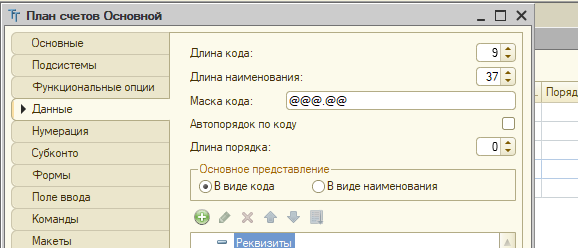 План счетов Основной
Основные
Подсистемы
Функциональные опции
Данные
Нумерация
Субконто
Формы
Поле ввода
Команды
Макеты
Длина кода: 9
Длина наименования: 37
Маска кода: @@@.@@
Автопорядок по коду
Длина порядка: 0
Основное представление
В виде кода В виде наименования
Реквизиты
Поряд